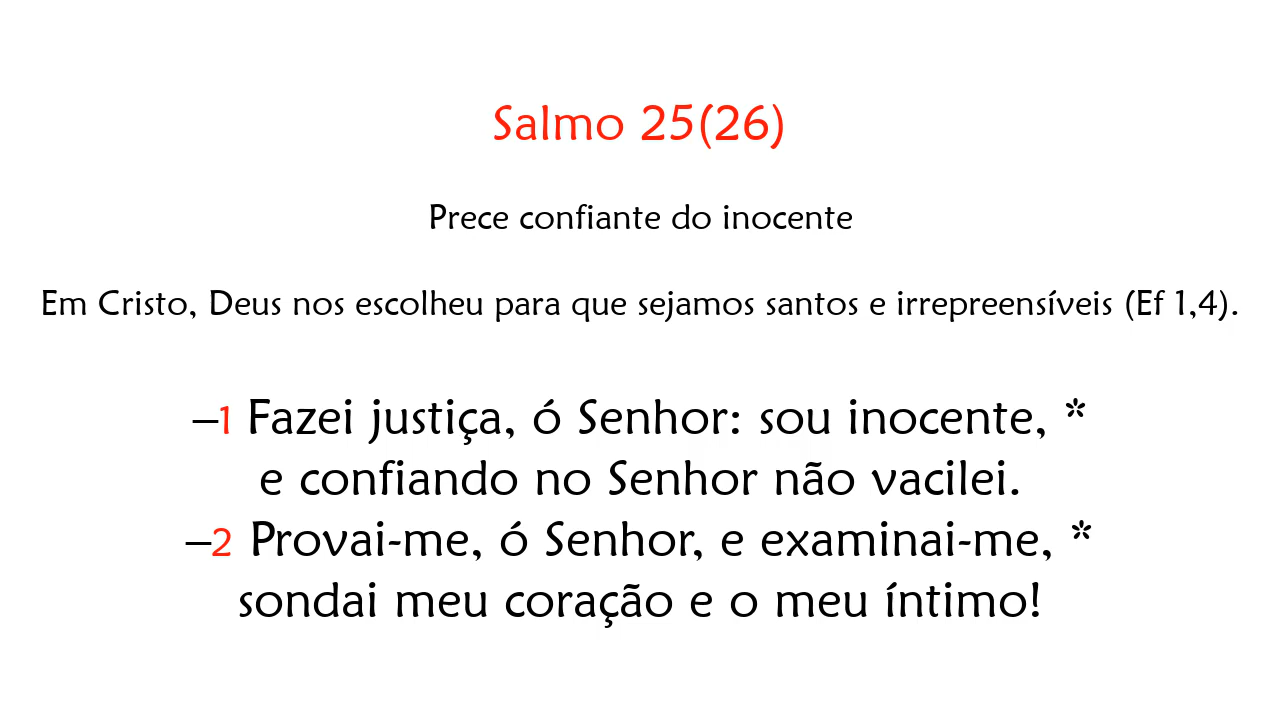 Salmo 25(26)
Prece confiante do inocente
Em Cristo, Deus nos escolheu para que sejamos santos e irrepreensíveis (Ef 1,4).
–1 Fazei justiça, ó Senhor: sou inocente, *
e confiando no Senhor não vacilei.
–2 Provai-me, ó Senhor, e examinai-me, *
sondai meu coração e o meu íntimo!